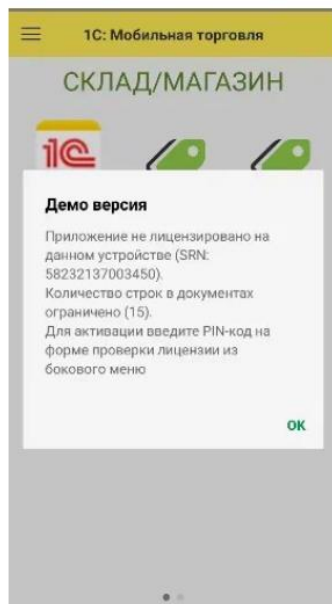 1С: Мобильная торговля
СКЛАД/МАГАЗИН
1С
Демо версия
Приложение не лицензировано на
данном устройстве (SRN:
58232137003450).
Количество строк в документах
ограничено (15).
Для активации введите PIN-код на
форме проверки лицензии из
бокового меню
ОК